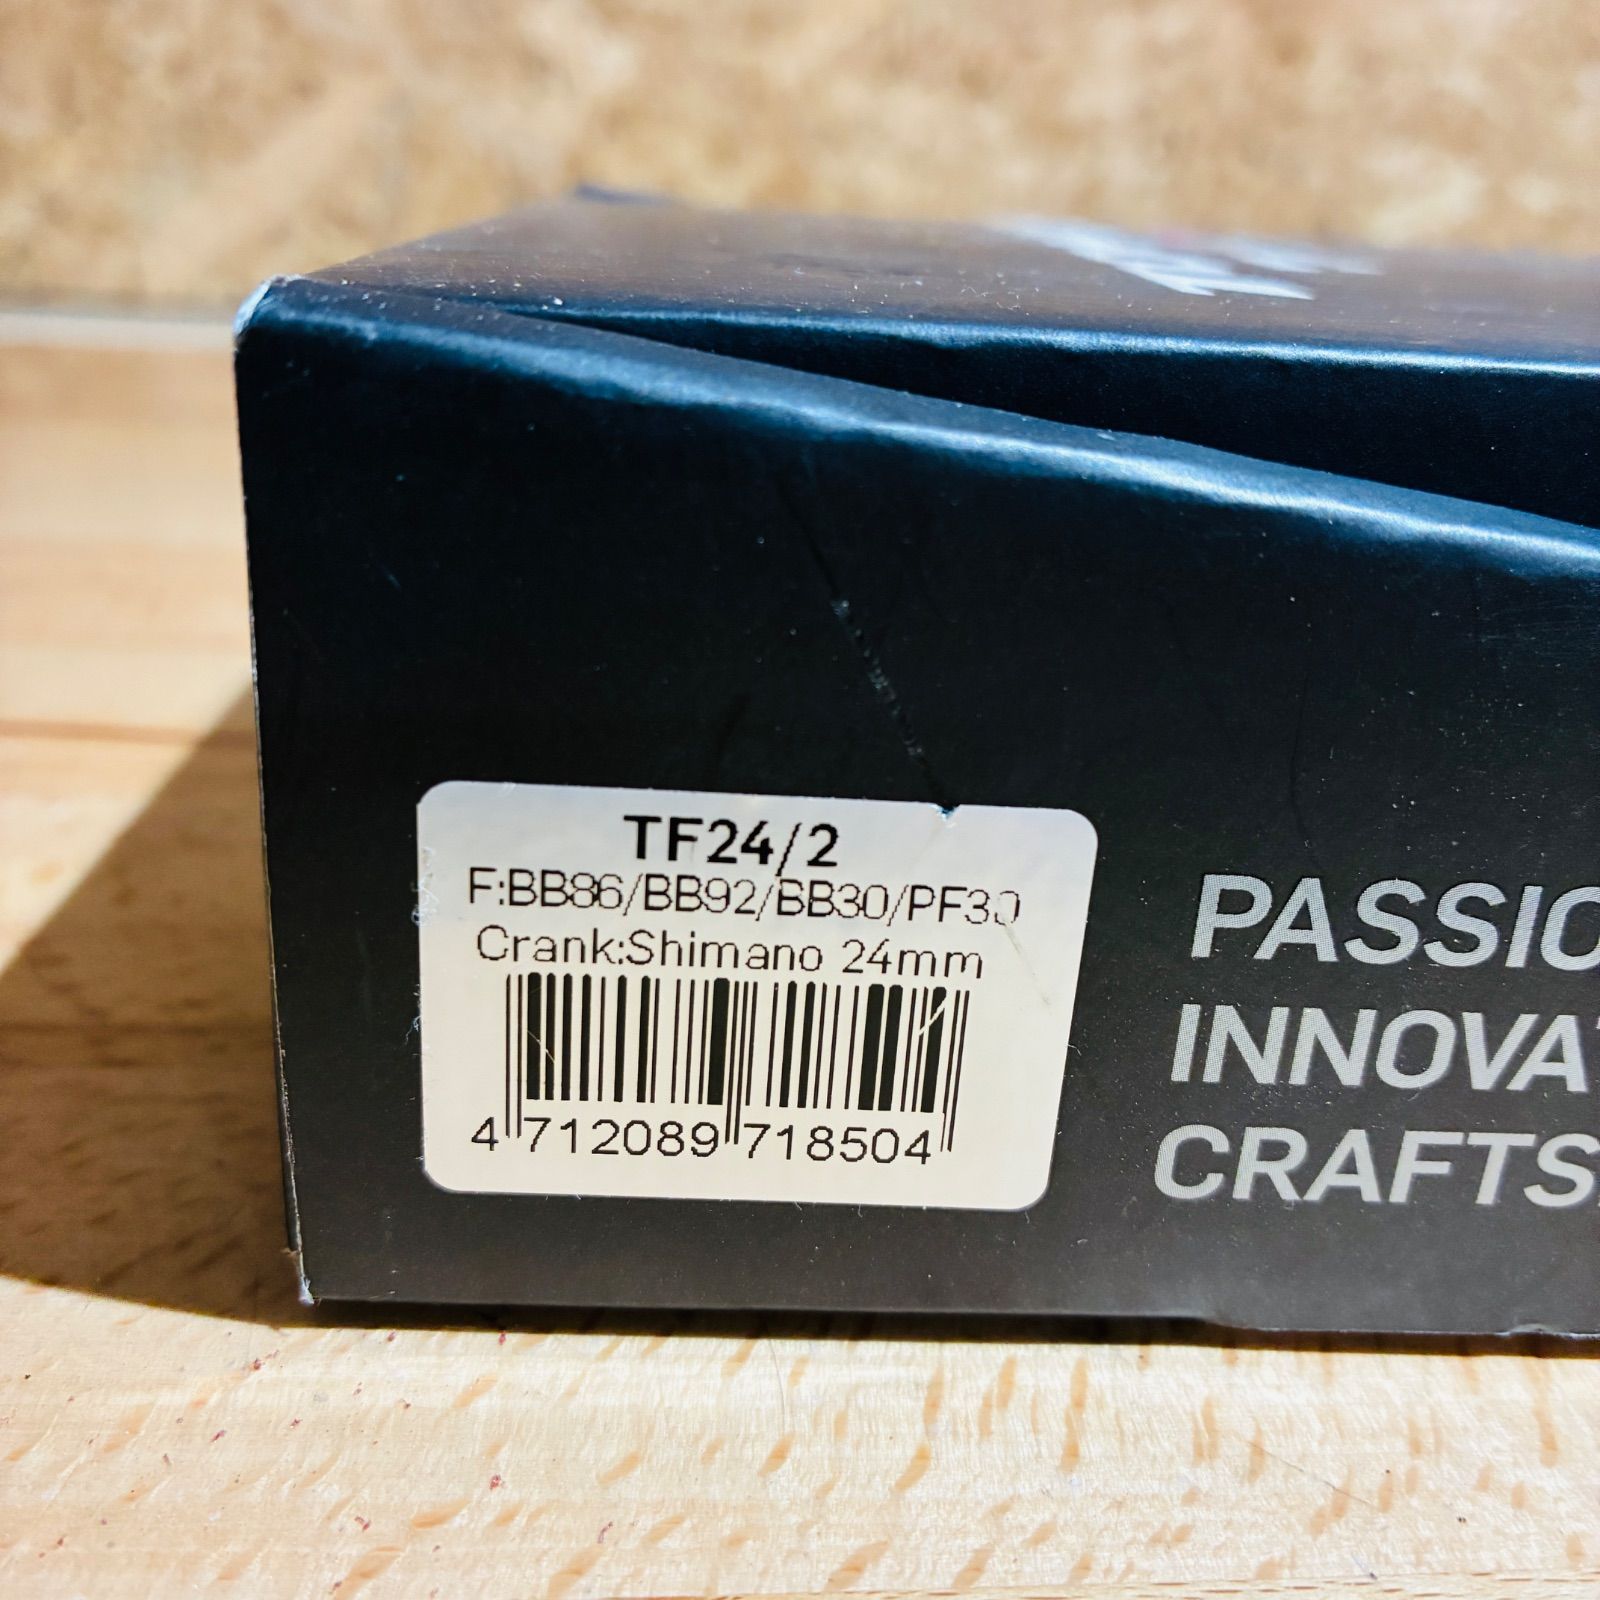 TF24/2
F:BB86/BB92/BB30/PF30
Crank:Shimano 24mm
4 712089 718504
PASSIO
INNOVAT
CRAFTS